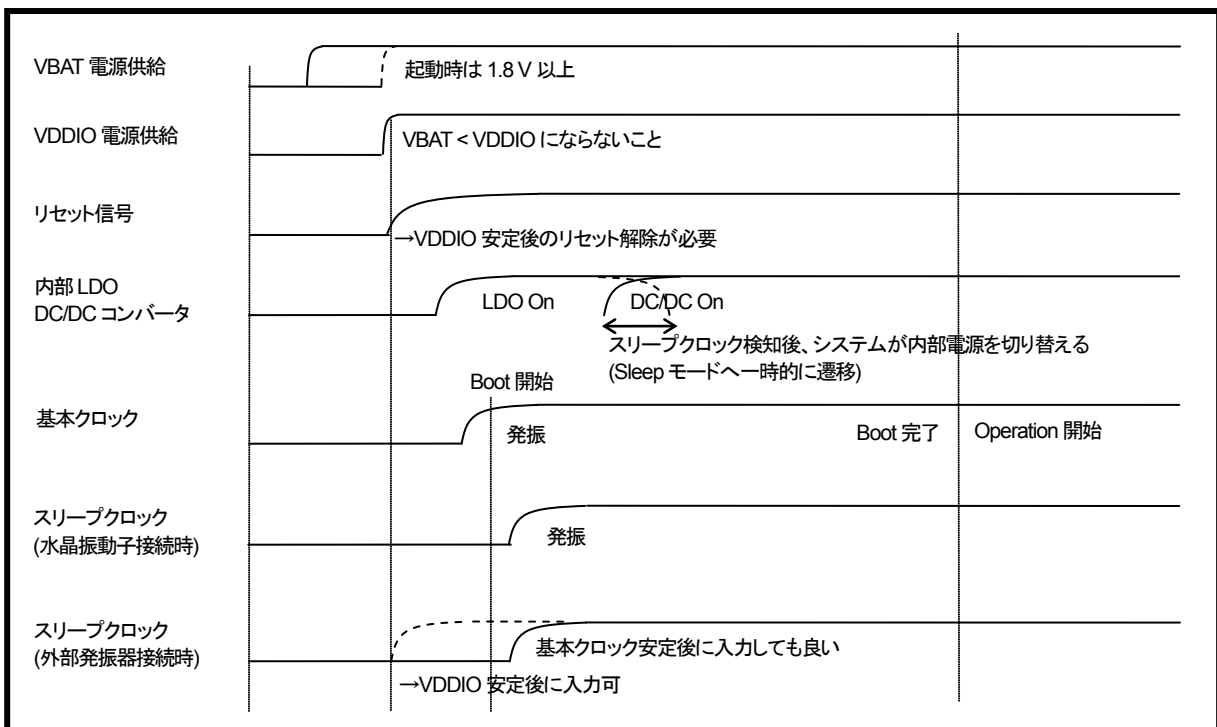 VBAT 電源供給
起動時は 1.8 V 以上
VDDIO 電源供給
VBAT < VDDIO にならないこと
リセット信号
→VDDIO 安定後のリセット解除が必要
内部 LDO
DC/DC コンバータ
LDO On
DC/DC On
スリープクロック検知後、システムが内部電源を切り替える
(Sleep モードへ一時的に遷移)
Boot 開始
基本クロック
発振
Boot 完了
Operation 開始
スリープクロック
(水晶振動子接続時)
発振
スリープクロック
(外部発振器接続時)
基本クロック安定後に入力しても良い
→VDDIO 安定後に入力可